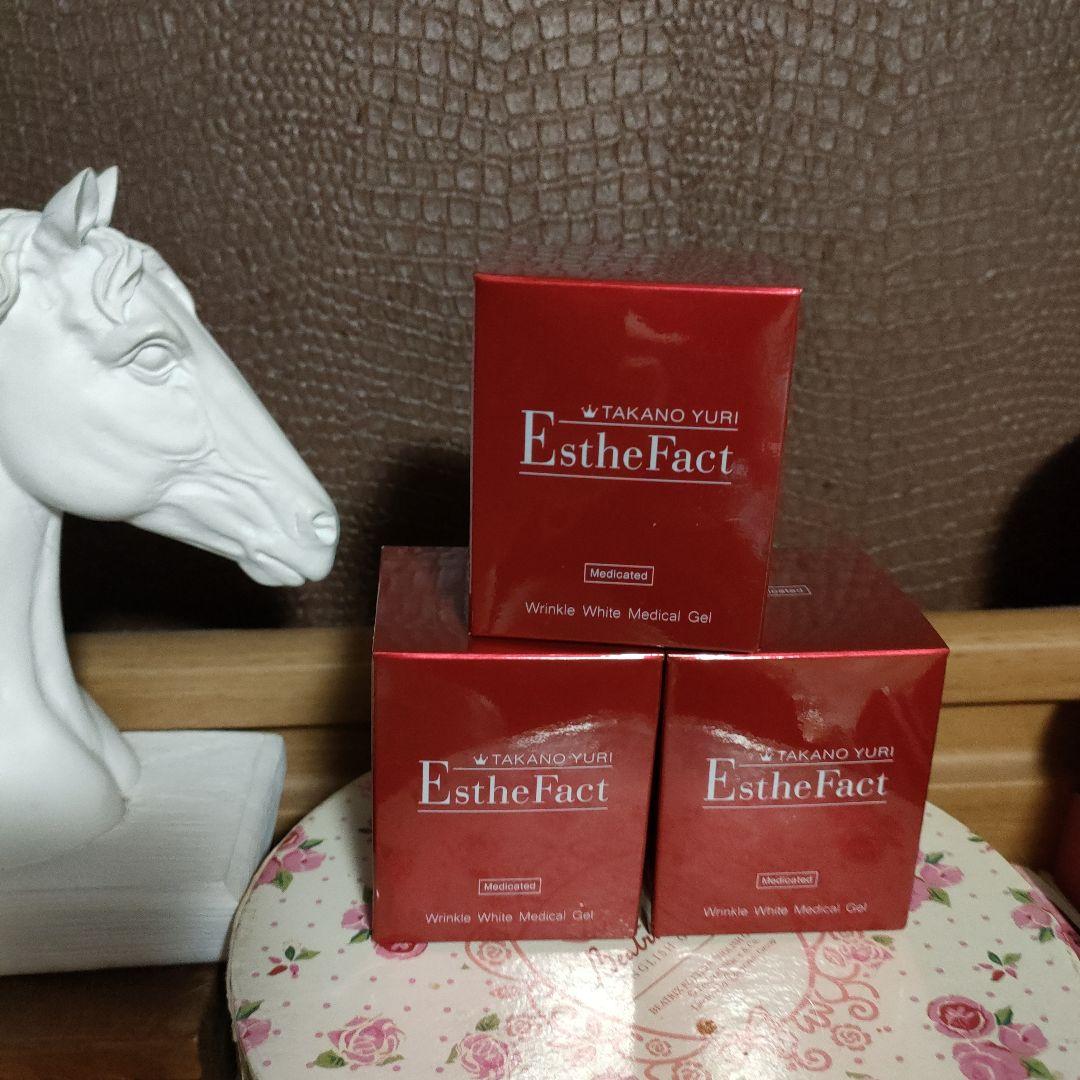 TAKANO YURI
EstheFact
Medicated
Wrinkle White Medical Gel
TAKANO YURI
EstheFact
Medicated
Wrinkle White Medical Gel
TAKANO YURI
EstheFact
Medicated
Wrinkle White Medical Gel